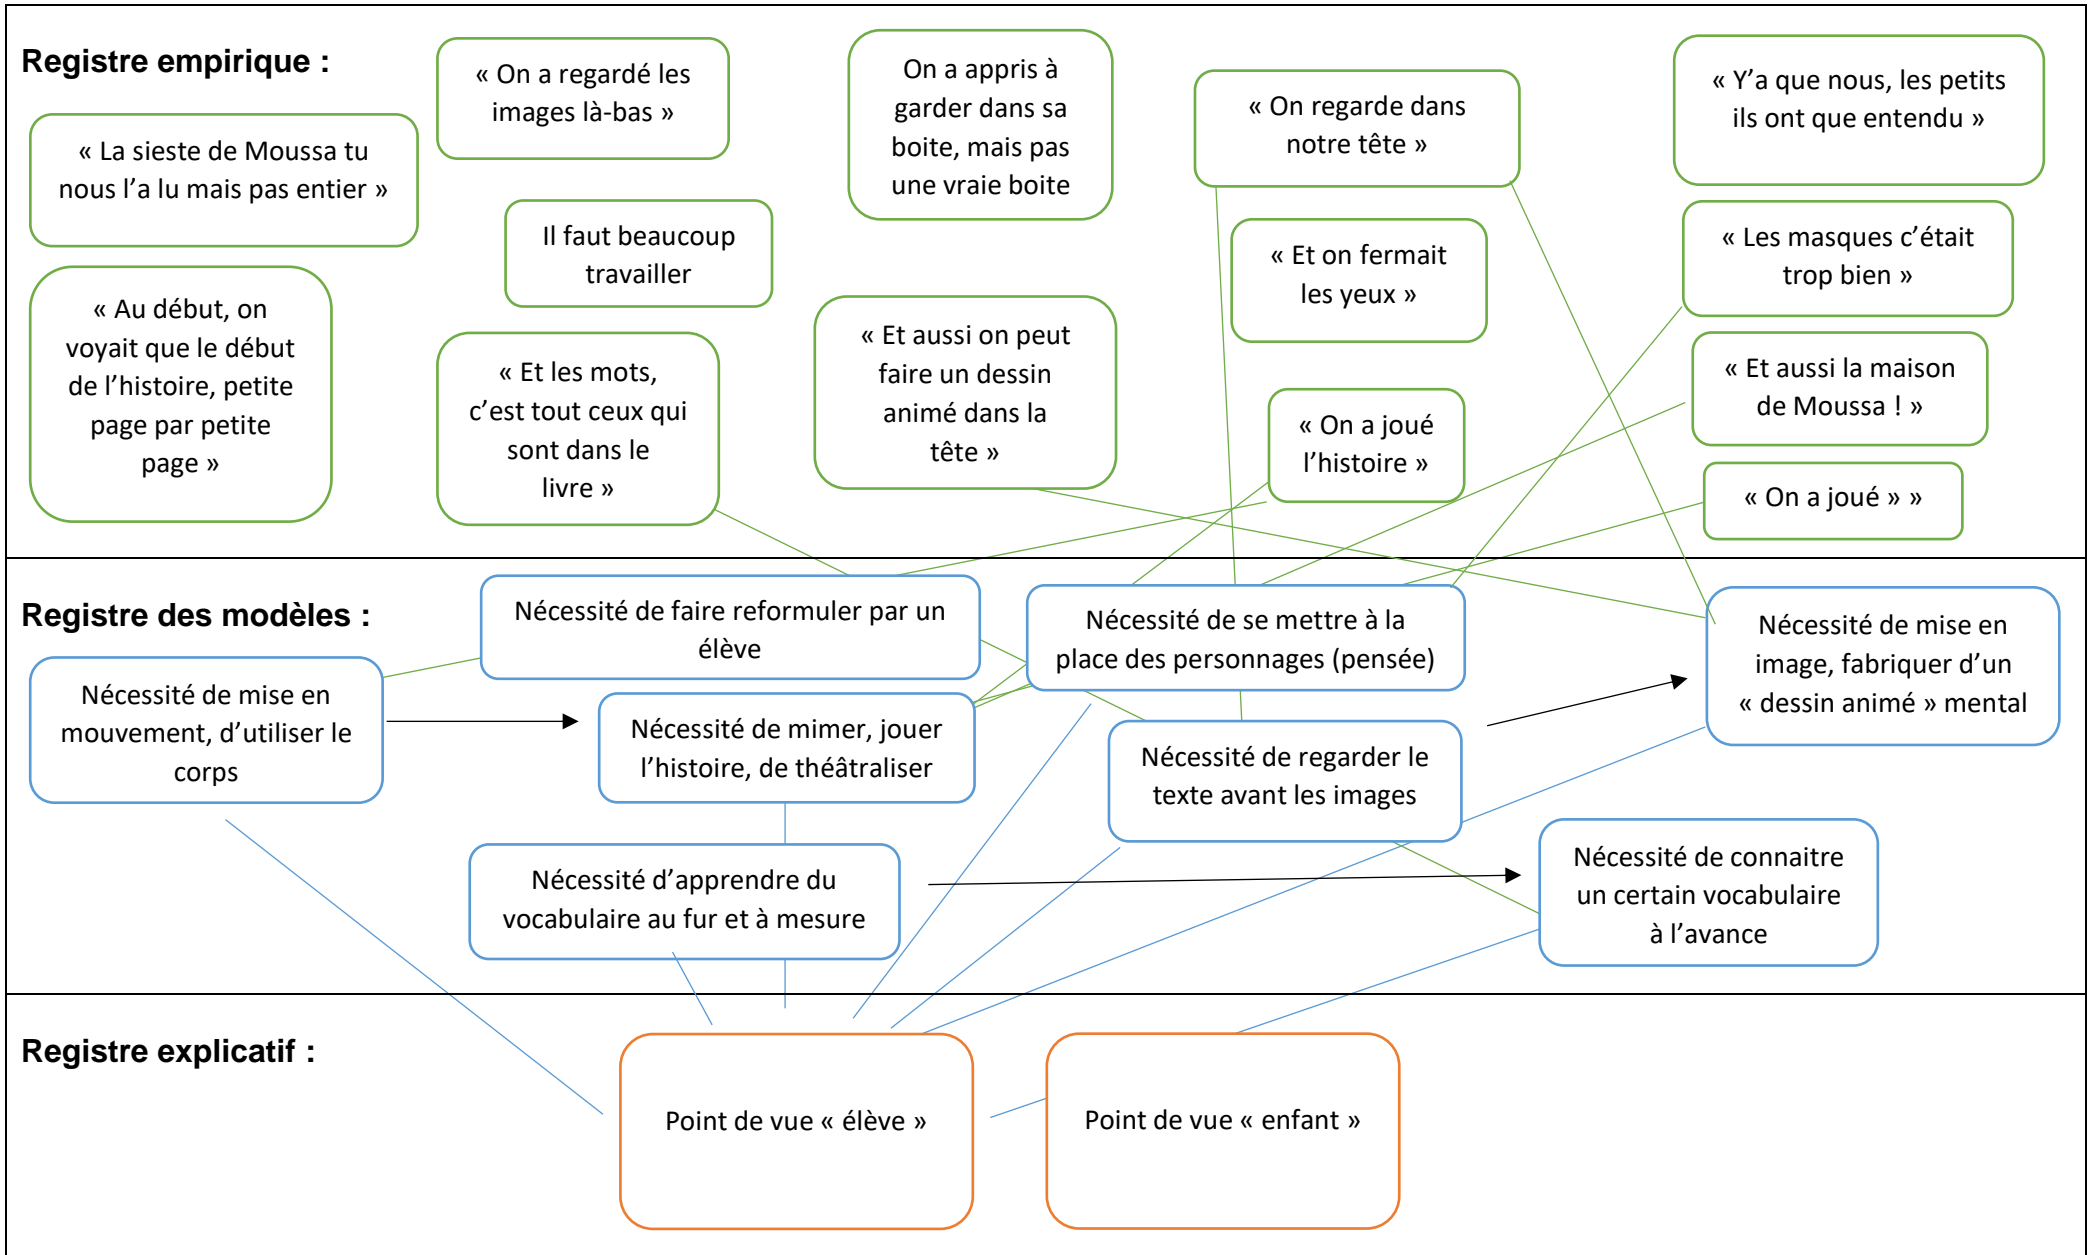 Registre empirique :
« On a regardé les
images là-bas »
On a appris à
garder dans sa
boite, mais pas
une vraie boite
« On regarde dans
notre tête »
« Y’a que nous, les petits
ils ont que entendu »
« La sieste de Moussa tu
nous l’a lu mais pas entier »
Il faut beaucoup
travailler
« Et on fermait
les yeux »
« Les masques c’était
trop bien »
« Au début, on
voyait que le début
de l’histoire, petite
page par petite
page »
« Et les mots,
c’est tout ceux qui
sont dans le
livre »
« Et aussi on peut
faire un dessin
animé dans la
tête »
« On a joué
l’histoire »
« Et aussi la maison
de Moussa ! »
« On a joué » »
Registre des modèles :
Nécessité de faire reformuler par un
élève
Nécessité de se mettre à la
place des personnages (pensée)
Nécessité de mise en
image, fabriquer d’un
« dessin animé » mental
Nécessité de mise en
mouvement, d’utiliser le
corps
Nécessité de mimer, jouer
l’histoire, de théâtraliser
Nécessité de regarder le
texte avant les images
Nécessité d’apprendre du
vocabulaire au fur et à mesure
Nécessité de connaitre
un certain vocabulaire
à l’avance
Registre explicatif :
Point de vue « élève »
Point de vue « enfant »